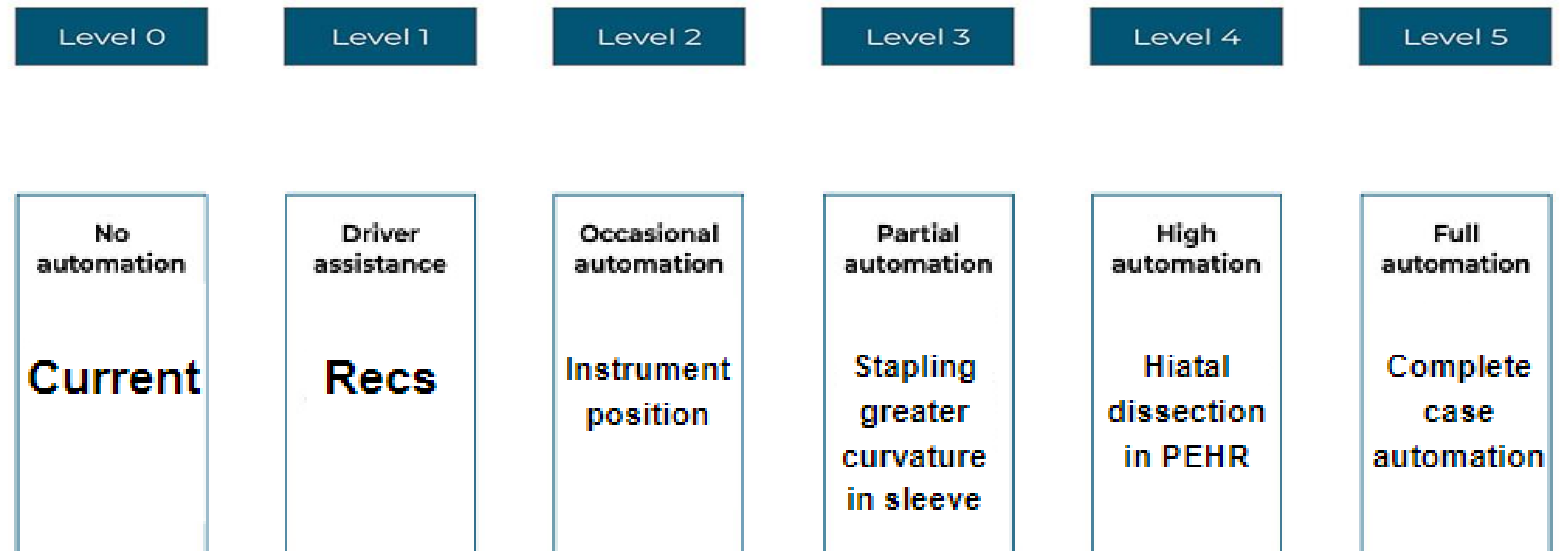 Level 0
Level 1
Level 2
Level 3
Level 4
Level 5
No
automation
Current
Driver
assistance
Recs
Occasional
automation
Instrument
position
Partial
automation
Stapling
greater
curvature
in sleeve
High
automation
Hiatal
dissection
in PEHR
Full
automation
Complete
case
automation